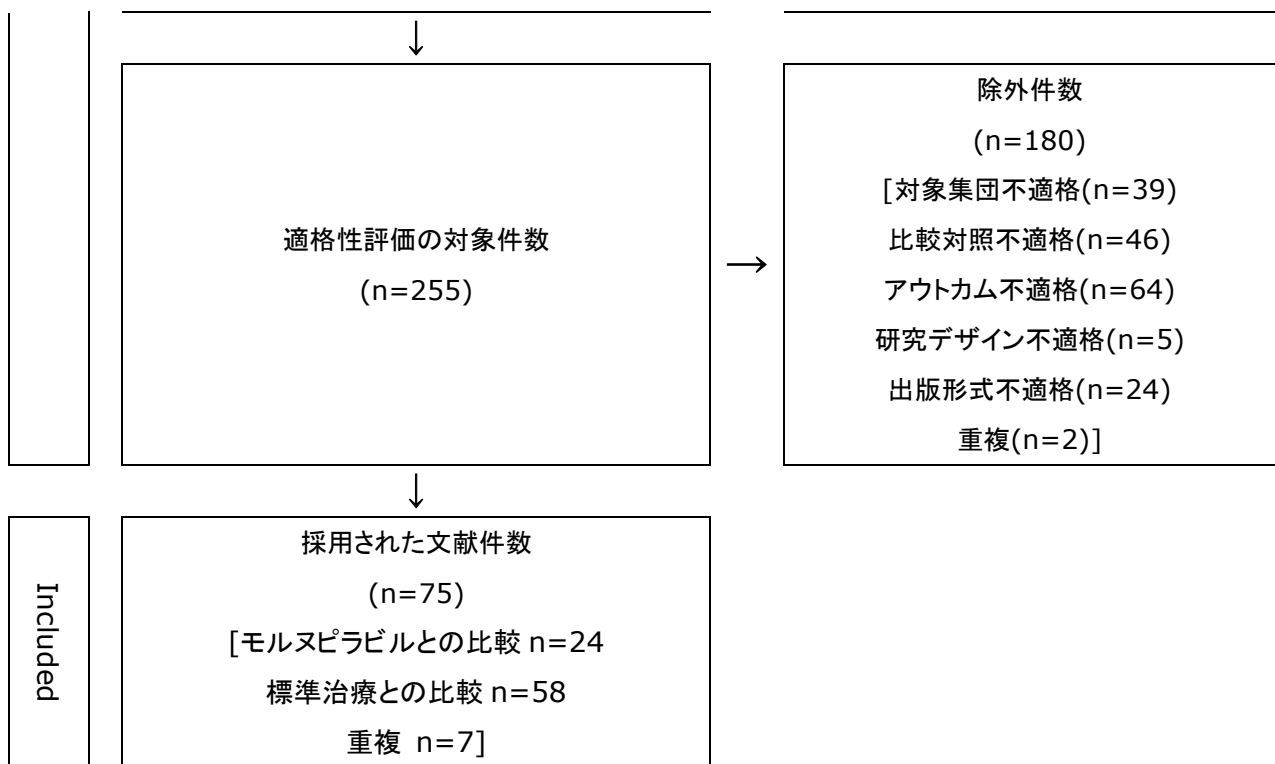 ↓
適格性評価の対象件数
(n=255)
→
除外件数
(n=180)
[対象集団不適格(n=39)
比較対照不適格(n=46)
アウトカム不適格(n=64)
研究デザイン不適格(n=5)
出版形式不適格(n=24)
重複(n=2)]
↓
Included
採用された文献件数
(n=75)
[モルヌピラビルとの比較 n=24
標準治療との比較 n=58
重複 n=7]